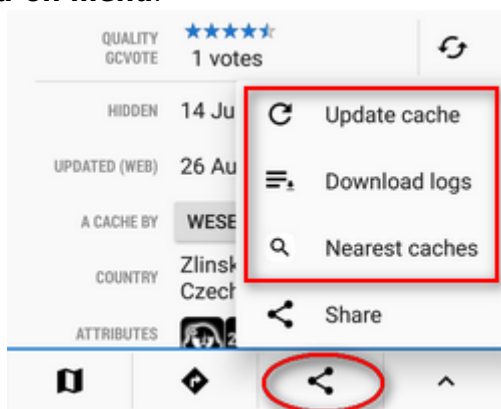 on menu.
QUALITY
GCVOTE
1 votes
HIDDEN
14 Ju
UPDATED (WEB)
26 Au
A CACHE BY
WESE
COUNTRY
Zlinsk
Czech
ATTRIBUTES
2
Update cache
Download logs
Nearest caches
Share